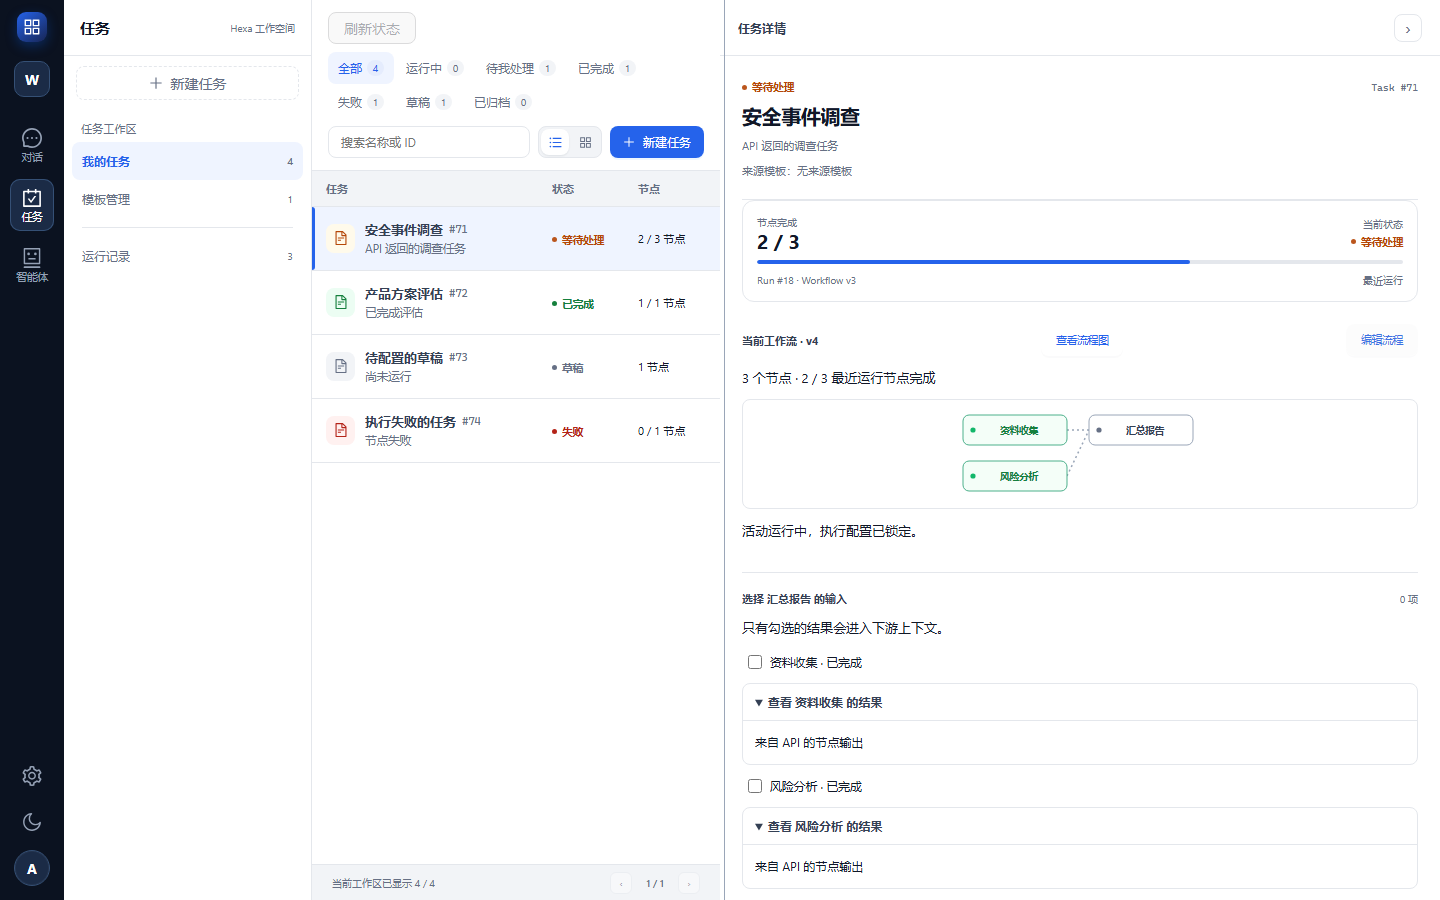 W
对话
任务
智能体
A
任务
Hexa 工作空间
新建任务
任务工作区
我的任务 4
模板管理 1
运行记录 3
刷新状态
全部 4 运行中 0 待我处理 1 已完成 1
失败 1 草稿 1 已归档 0
搜索名称或 ID
新建任务
任务 状态 节点
安全事件调查 #71
API 返回的调查任务
等待处理
2 / 3 节点
产品方案评估 #72
已完成评估
已完成
1 / 1 节点
待配置的草稿 #73
尚未运行
草稿
1 节点
执行失败的任务 #74
节点失败
失败
0 / 1 节点
当前工作区已显示 4 / 4
‹ 1 / 1 ›
任务详情
›
等待处理
Task #71
安全事件调查
API 返回的调查任务
来源模板：无来源模板
节点完成
2 / 3
当前状态
等待处理
Run #18 · Workflow v3
最近运行
当前工作流 · v4
查看流程图
编辑流程
3 个节点 · 2 / 3 最近运行节点完成
资料收集
汇总报告
风险分析
活动运行中，执行配置已锁定。
选择 汇总报告 的输入
0 项
只有勾选的结果会进入下游上下文。
资料收集 · 已完成
▼ 查看 资料收集 的结果
来自 API 的节点输出
风险分析 · 已完成
▼ 查看 风险分析 的结果
来自 API 的节点输出